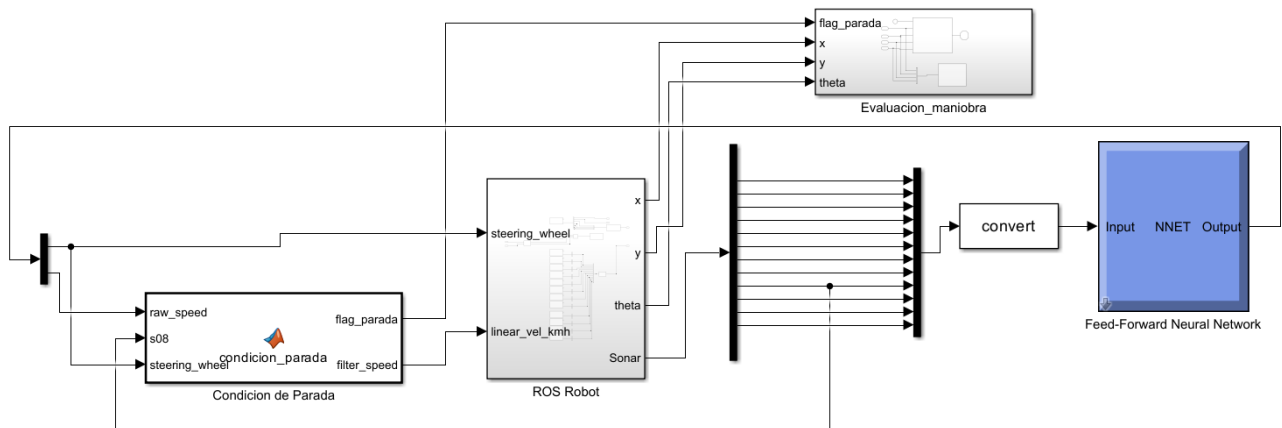 flag_parada
x
y
theta
Evaluacion_maniobra
steering_wheel
linear_vel_kmh
x
y
theta
Sonar
ROS Robot
raw_speed
s08
steering_wheel
condicion_parada
flag_parada
filter_speed
Condicion de Parada
convert
Input NNET Output
Feed-Forward Neural Network